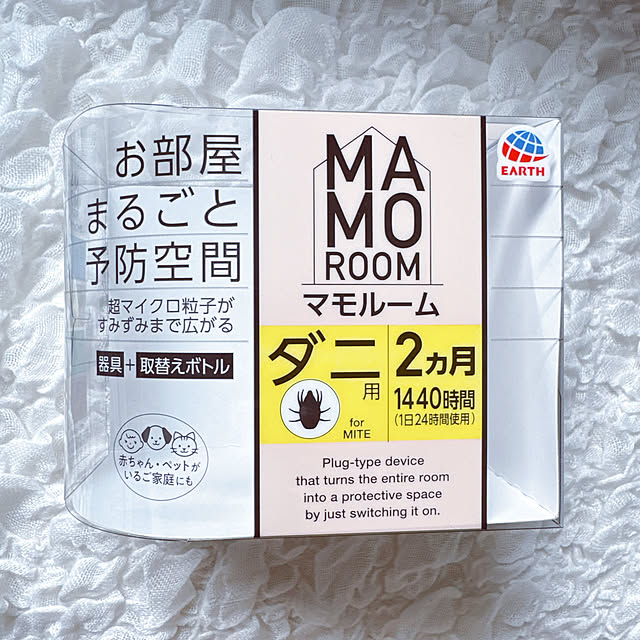 お部屋
まるごと
予防空間
超マイクロ粒子が
すみずみまで広がる
器具+取替えボトル
赤ちゃん・ペットが
いるご家庭にも
MA
MO
ROOM
マモルーム
ダニ用
for
MITE
2ヵ月
1440時間
(1日24時間使用)
Plug-type device
that turns the entire room
into a protective space
by just switching it on.
EARTH